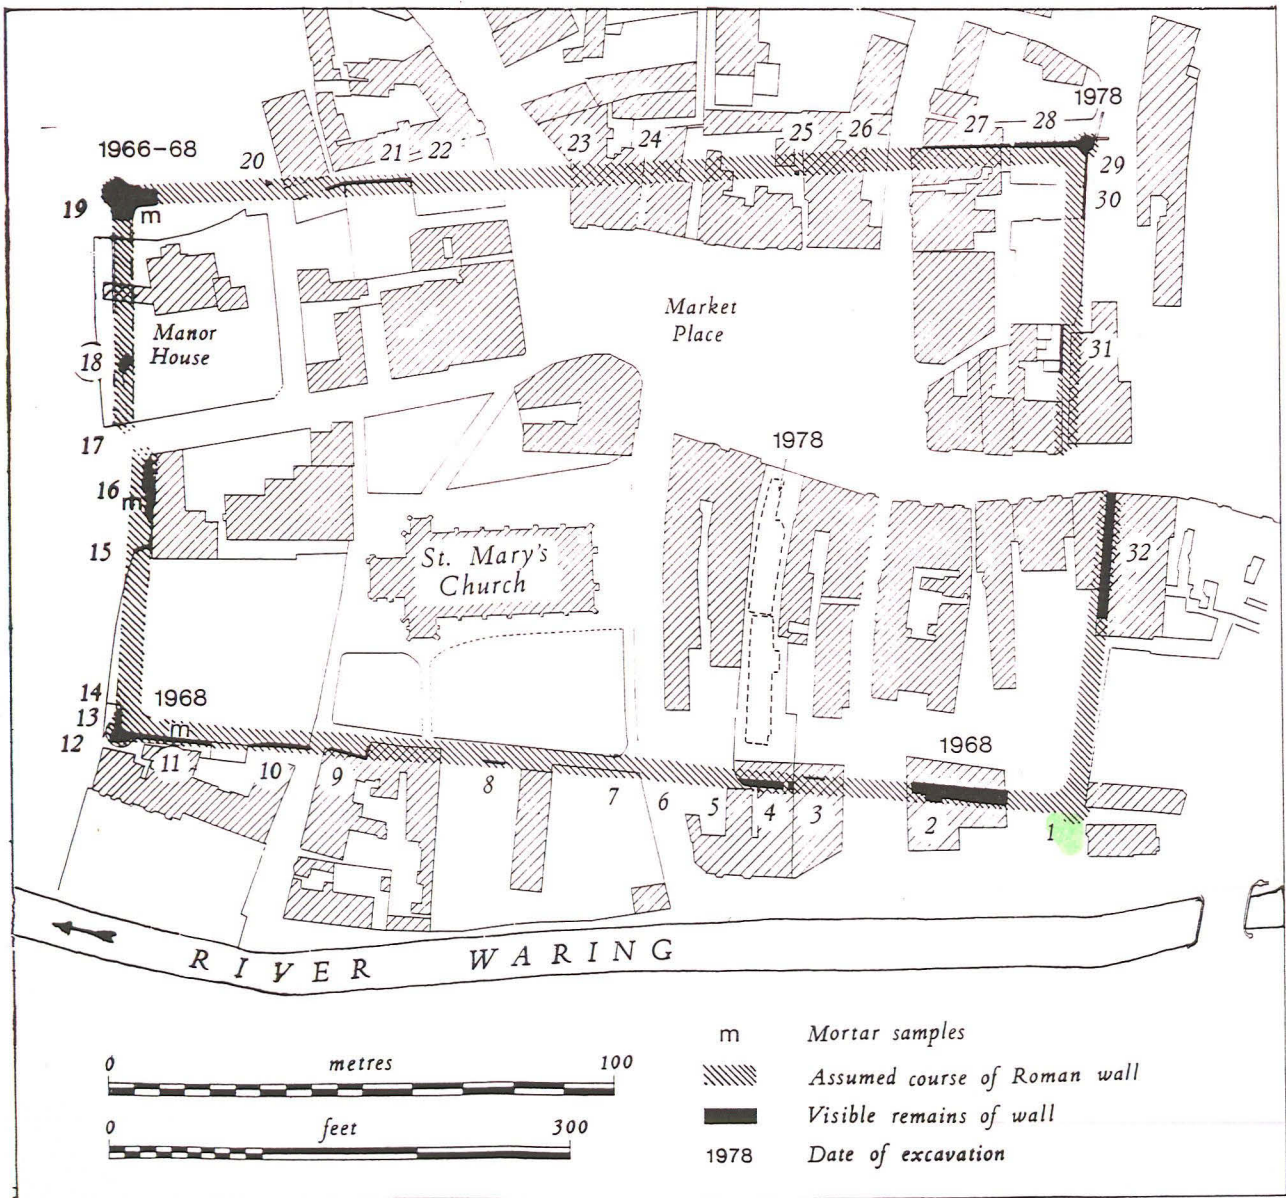 1978
1966-68
20
21
22
23
24
25
26
27
28
29
30
19
m
Manor
House
Market
Place
18
31
17
1978
16
m
15
St. Mary's
Church
32
14
13
12
1968
m
11
10
9
8
7
6
5
4
3
1968
2
1
RIVER WARING
m Mortar samples
0 metres 100
Assumed course of Roman wall
Visible remains of wall
0 feet 300
1978 Date of excavation